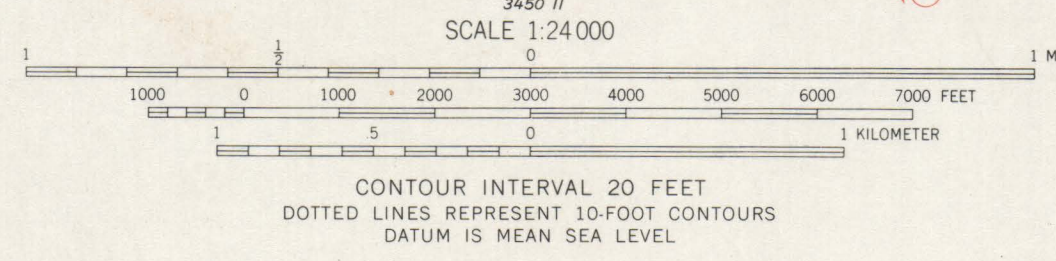 3450 II
SCALE 1:24 000
1 1/2 0 1 M
1000 0 1000 2000 3000 4000 5000 6000 7000 FEET
1 .5 0 1 KILOMETER
CONTOUR INTERVAL 20 FEET
DOTTED LINES REPRESENT 10-FOOT CONTOURS
DATUM IS MEAN SEA LEVEL